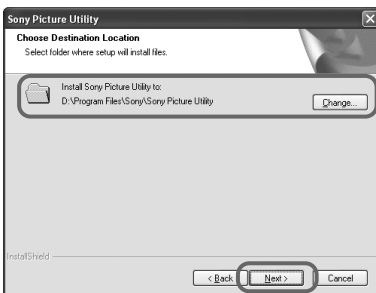 Sony Picture Utility
Choose Destination Location
Select folder where setup will install files.
Install Sony Picture Utility to:
D:\Program Files\Sony\Sony Picture Utility
Change...
InstallShield
< Back
Next >
Cancel